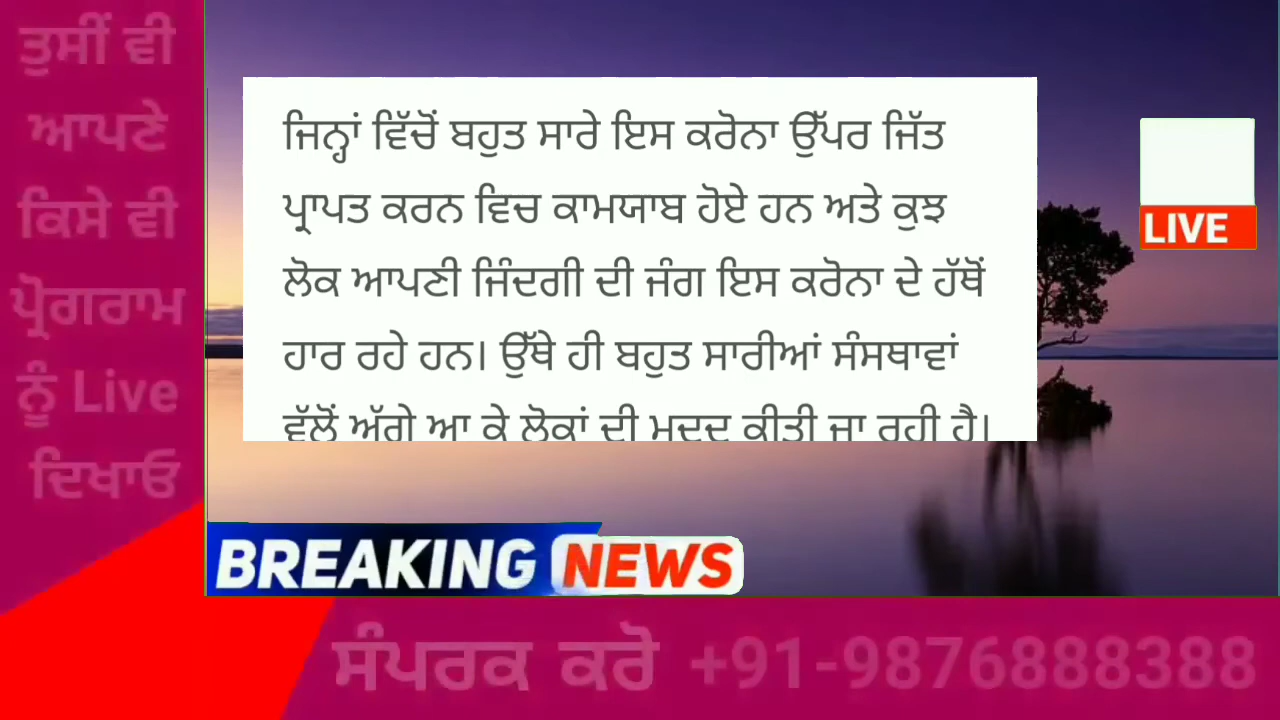 ਤੁਸੀਂ ਵੀ
ਆਪਣੇ
ਕਿਸੇ ਵੀ
ਪ੍ਰੋਗਰਾਮ
ਨੂੰ Live
ਦਿਖਾਓ
ਜਿਨ੍ਹਾਂ ਵਿੱਚੋਂ ਬਹੁਤ ਸਾਰੇ ਇਸ ਕਰੋਨਾ ਉੱਪਰ ਜਿੱਤ
ਪ੍ਰਾਪਤ ਕਰਨ ਵਿਚ ਕਾਮਯਾਬ ਹੋਏ ਹਨ ਅਤੇ ਕੁਝ
ਲੋਕ ਆਪਣੀ ਜਿੰਦਗੀ ਦੀ ਜੰਗ ਇਸ ਕਰੋਨਾ ਦੇ ਹੱਥੋਂ
ਹਾਰ ਰਹੇ ਹਨ। ਉੱਥੇ ਹੀ ਬਹੁਤ ਸਾਰੀਆਂ ਸੰਸਥਾਵਾਂ
ਵੱਲੋਂ ਅੱਗੇ ਆ ਕੇ ਲੋਕਾਂ ਦੀ ਮਦਦ ਕੀਤੀ ਜਾ ਰਹੀ ਹੈ।
LIVE
BREAKING NEWS
ਸੰਪਰਕ ਕਰੋ +91-9876888388